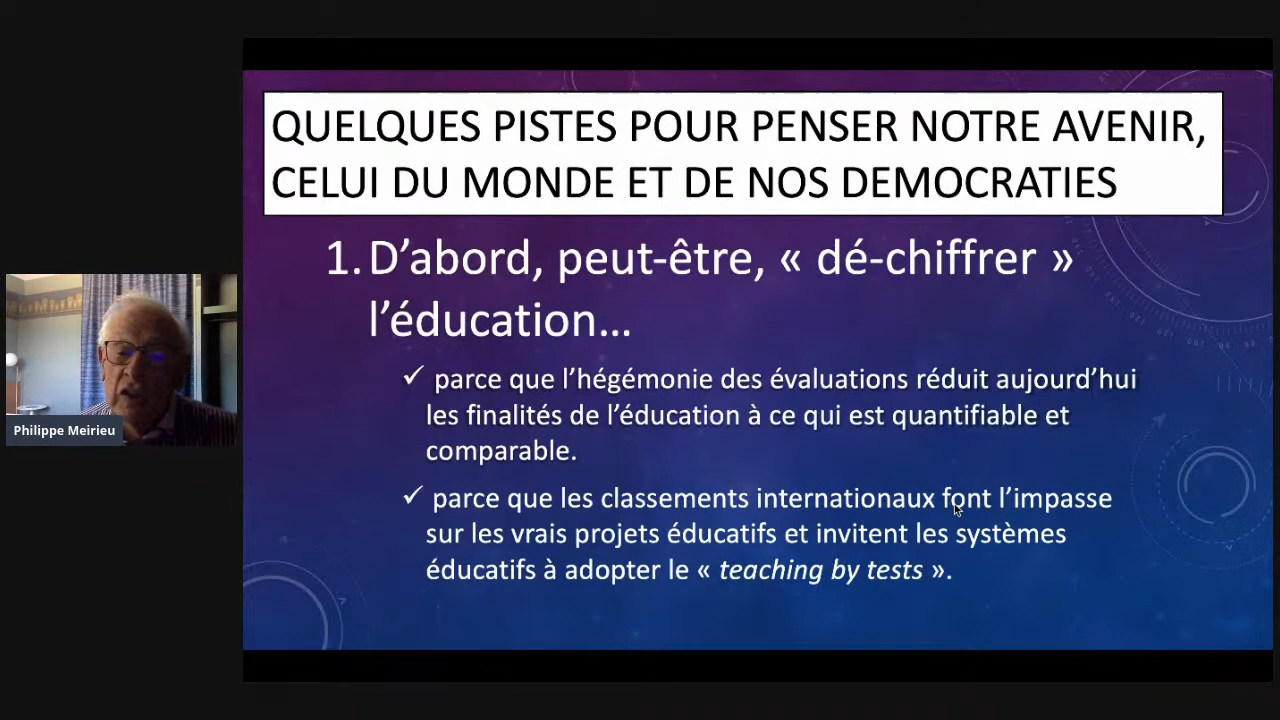 QUELQUES PISTES POUR PENSER NOTRE AVENIR,
CELUI DU MONDE ET DE NOS DEMOCRATIES
1. D’abord, peut-être, « dé-chiffrer »
l’éducation…
✓ parce que l’hégémonie des évaluations réduit aujourd’hui
les finalités de l’éducation à ce qui est quantifiable et
comparable.
✓ parce que les classements internationaux font l’impasse
sur les vrais projets éducatifs et invitent les systèmes
éducatifs à adopter le « teaching by tests ».
Philippe Meirieu